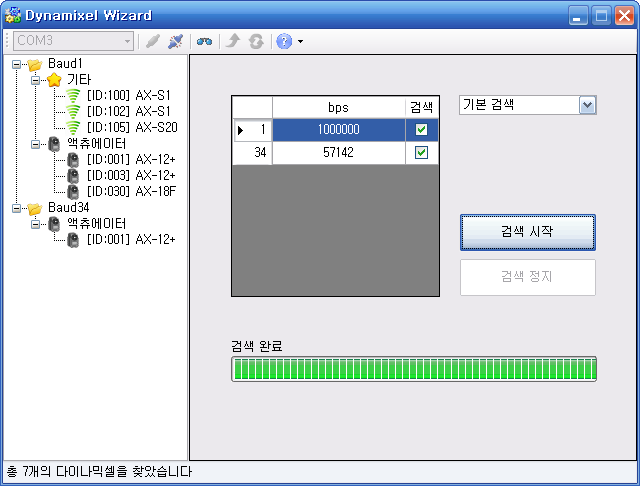 Dynamixel Wizard
COM3
Baud1
기타
[ID:100] AX-S1
[ID:102] AX-S1
[ID:105] AX-S20
액츄에이터
[ID:001] AX-12+
[ID:003] AX-12+
[ID:030] AX-18F
Baud34
액츄에이터
[ID:001] AX-12+
bps 검색
1 1000000
34 57142
기본 검색
검색 시작
검색 정지
검색 완료
총 7개의 다이나믹셀을 찾았습니다